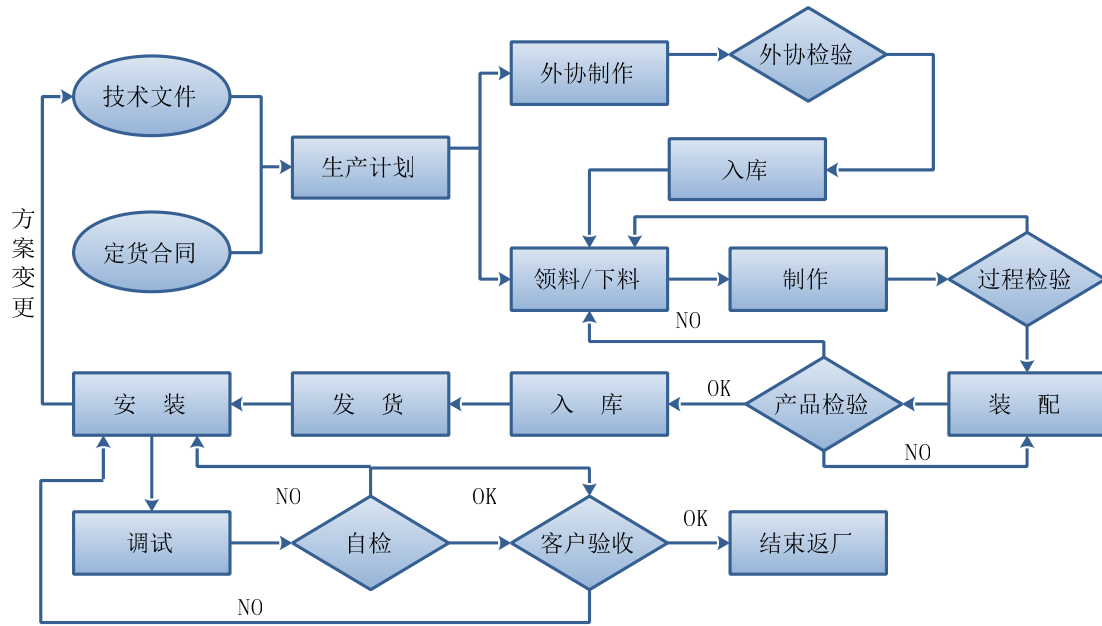 外协检验
外协制作
技术文件
生产计划
入库
方案变更
定货合同
领料/下料
制作
过程检验
NO
安 装
发 货
入 库
OK
产品检验
装 配
NO
NO
OK
调试
自检
客户验收
OK
结束返厂
NO